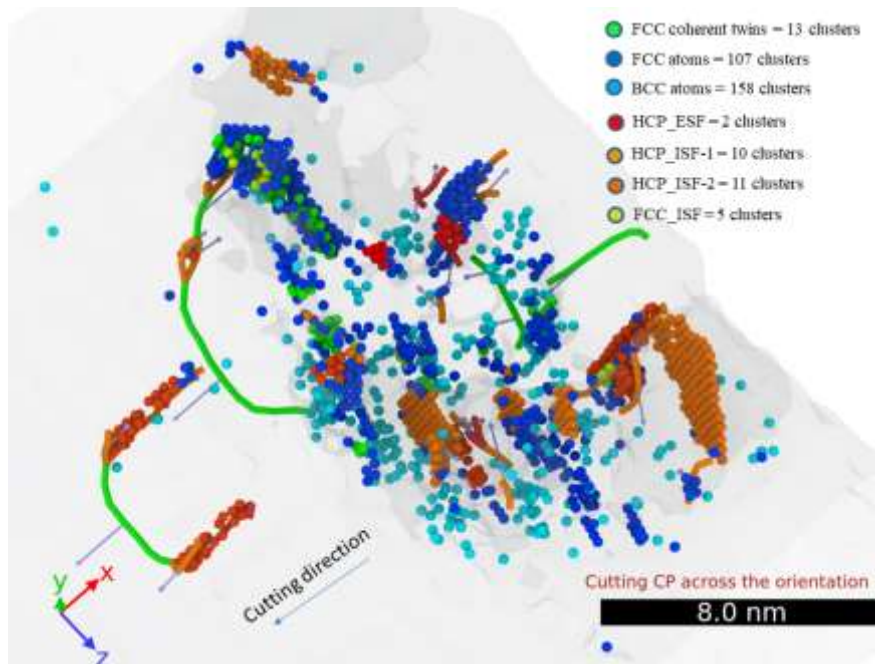 FCC coherent twins = 13 clusters
FCC atoms = 107 clusters
BCC atoms = 158 clusters
HCP_ESF = 2 clusters
HCP_ISF-1 = 10 clusters
HCP_ISF-2 = 11 clusters
FCC_ISF = 5 clusters
Cutting direction
y
x
z
Cutting CP across the orientation
8.0 nm